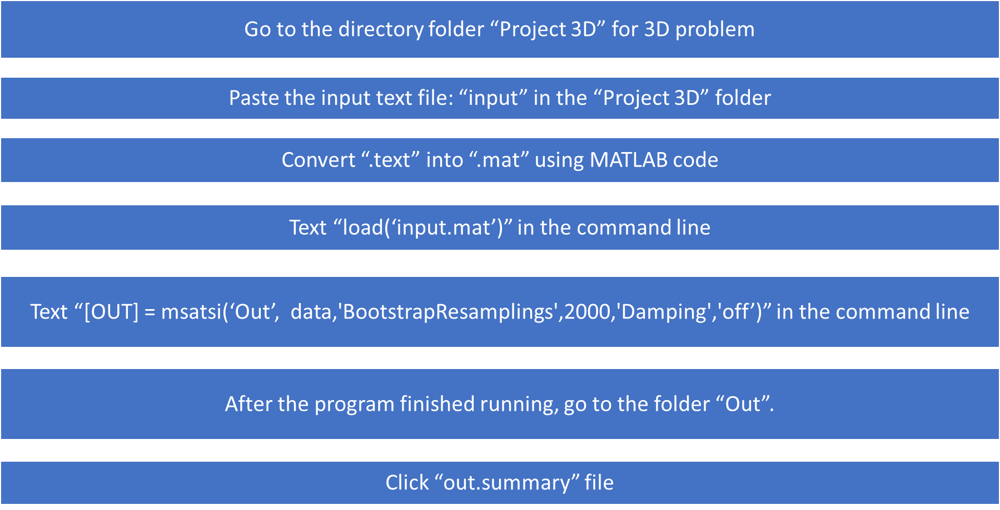 Go to the directory folder “Project 3D” for 3D problem
Paste the input text file: “input” in the “Project 3D” folder
Convert “.text” into “.mat” using MATLAB code
Text “load(‘input.mat’)” in the command line
Text “[OUT] = msatsi(‘Out’,  data,'BootstrapResamplings',2000,'Damping','off’)” in the command line
After the program finished running, go to the folder “Out”.
Click “out.summary” file